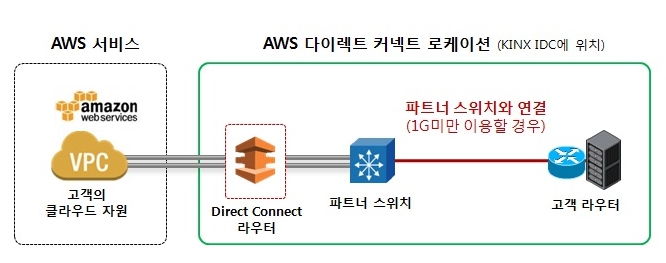 AWS 서비스
AWS 다이렉트 커넥트 로케이션 (KINX IDC에 위치)
amazon
web services
VPC
고객의
클라우드 자원
Direct Connect
라우터
파트너 스위치
파트너 스위치와 연결
(1G미만 이용할 경우)
고객 라우터